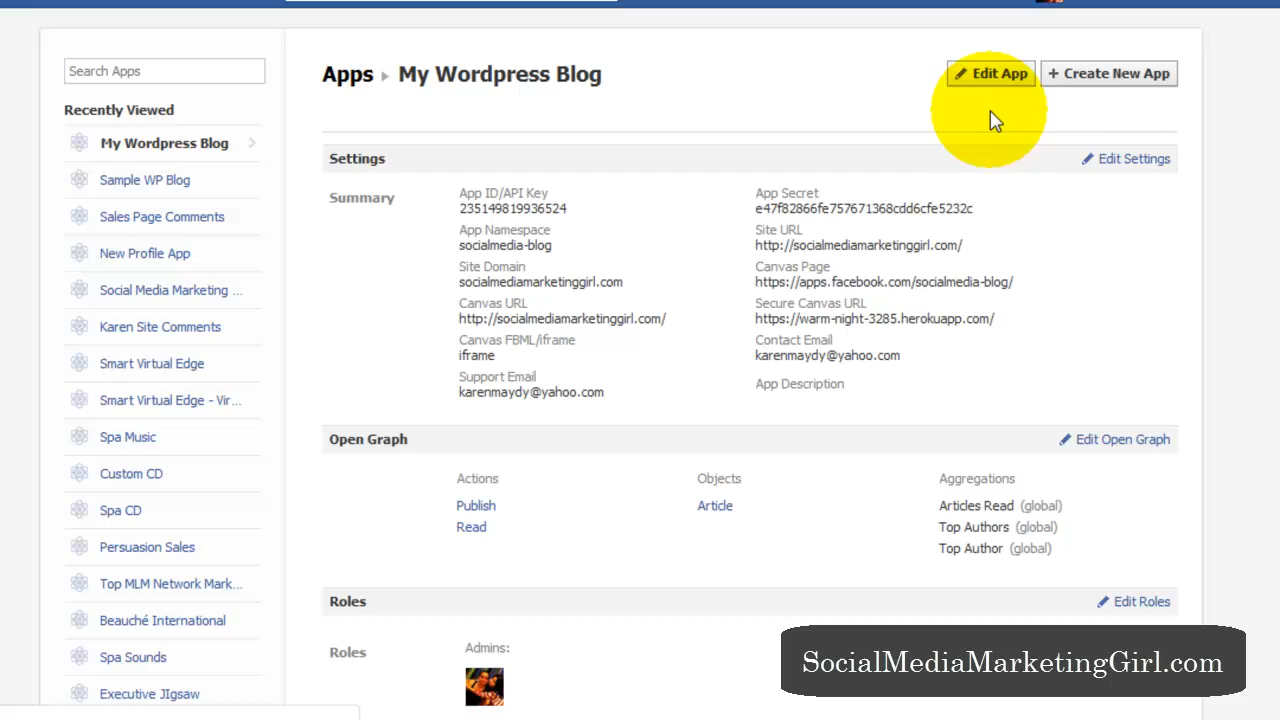 Search Apps
Recently Viewed
My Wordpress Blog
Sample WP Blog
Sales Page Comments
New Profile App
Social Media Marketing ...
Karen Site Comments
Smart Virtual Edge
Smart Virtual Edge - Vir...
Spa Music
Custom CD
Spa CD
Persuasion Sales
Top MLM Network Mark...
Beauché International
Spa Sounds
Executive JIgsaw
Apps ▸ My Wordpress Blog
Edit App
+ Create New App
Settings
Edit Settings
Summary
App ID/API Key
235149819936524
App Secret
e47f82866fe757671368cdd6cfe5232c
App Namespace
socialmedia-blog
Site URL
http://socialmediamarketinggirl.com/
Site Domain
socialmediamarketinggirl.com
Canvas Page
https://apps.facebook.com/socialmedia-blog/
Canvas URL
http://socialmediamarketinggirl.com/
Secure Canvas URL
https://warm-night-3285.herokuapp.com/
Canvas FBML/iframe
iframe
Contact Email
karenmaydy@yahoo.com
Support Email
karenmaydy@yahoo.com
App Description
Open Graph
Edit Open Graph
Actions
Publish
Read
Objects
Article
Aggregations
Articles Read (global)
Top Authors (global)
Top Author (global)
Roles
Edit Roles
Roles
Admins:
SocialMediaMarketingGirl.com